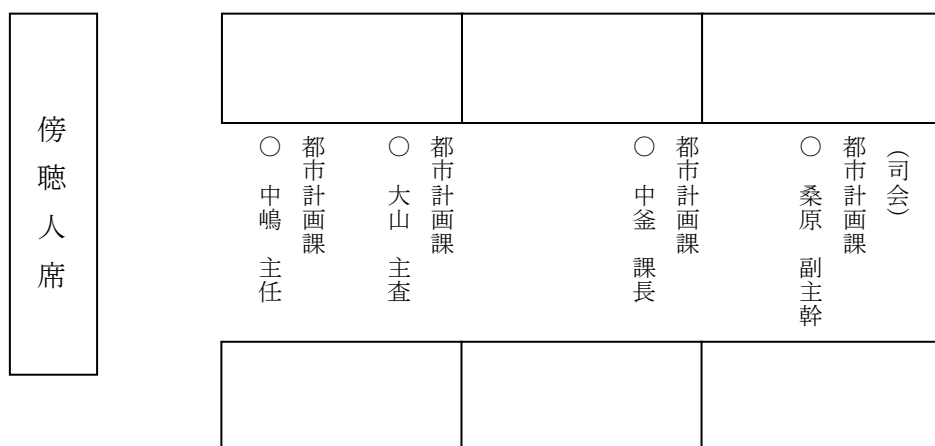 （司会）
都市計画課
○　桑原　副主幹
都市計画課
○　中釜　課長
都市計画課
○　大山　主査
都市計画課
○　中嶋　主任
傍聴人席